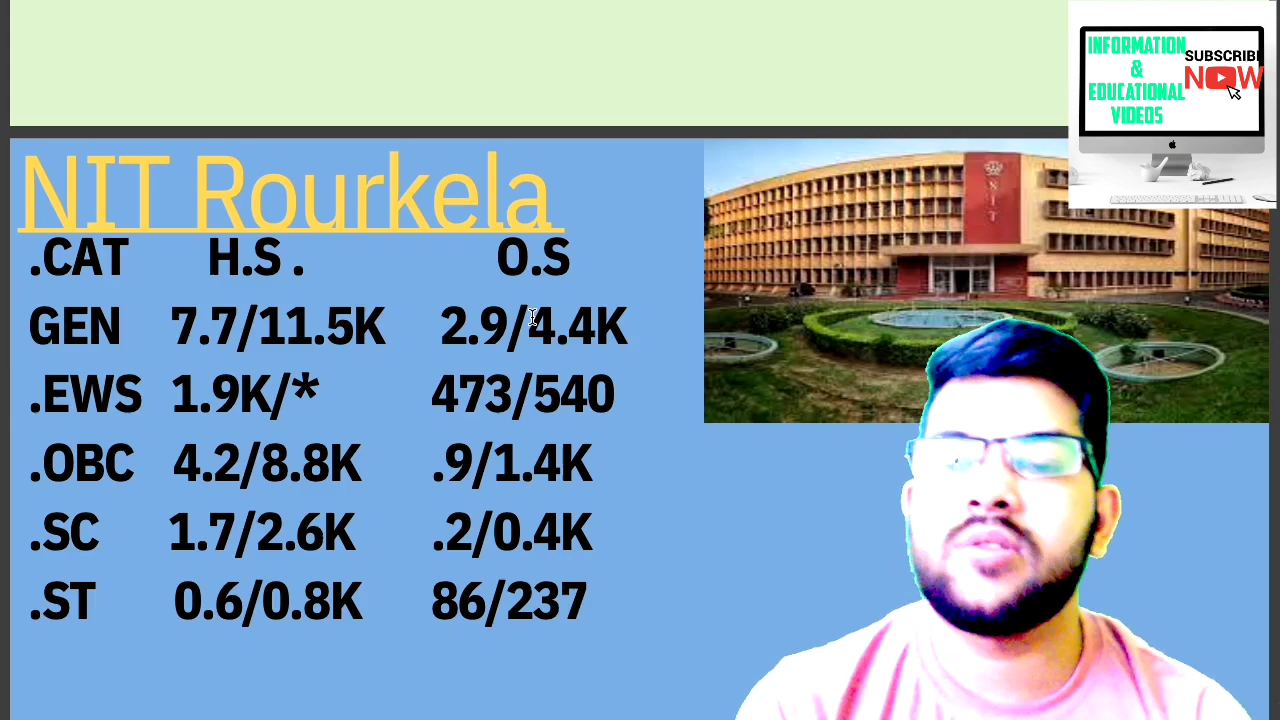 INFORMATION
&
EDUCATIONAL
VIDEOS
SUBSCRIBE
NOW
NIT Rourkela
.CAT H.S . O.S
GEN 7.7/11.5K 2.9/4.4K
.EWS 1.9K/* 473/540
.OBC 4.2/8.8K .9/1.4K
.SC 1.7/2.6K .2/0.4K
.ST 0.6/0.8K 86/237
NIT